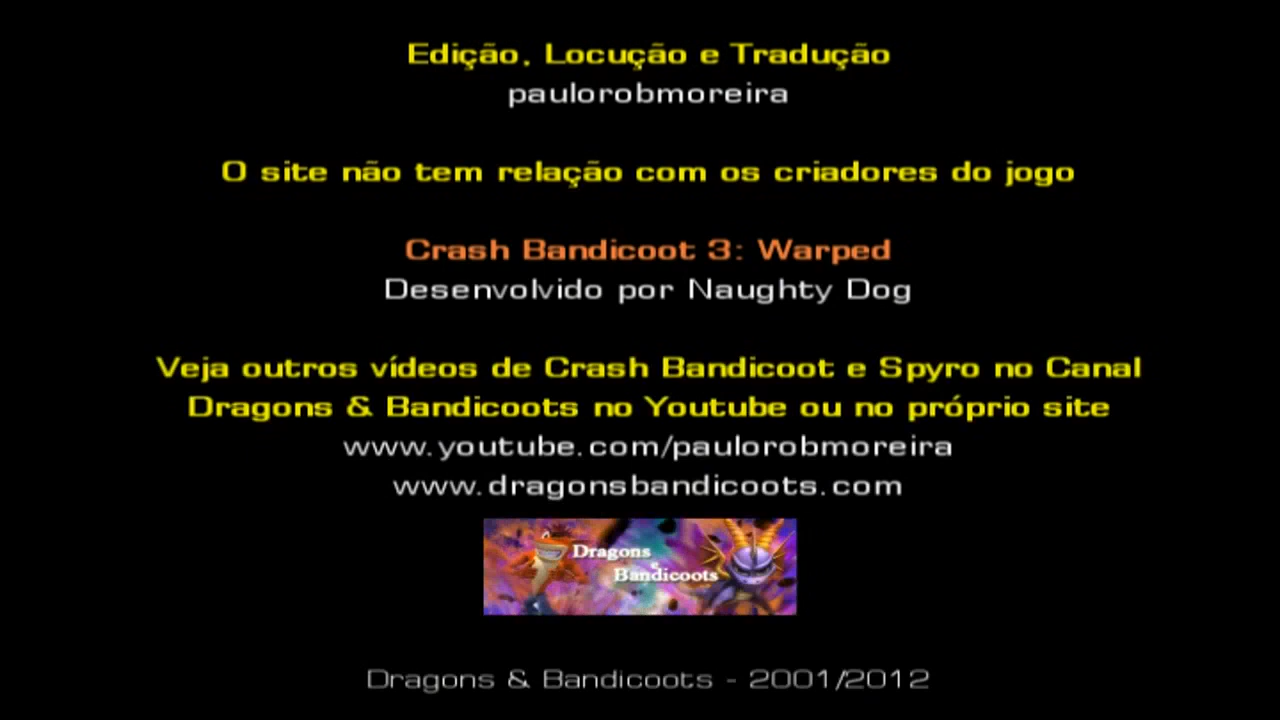 Edição, Locução e Tradução
paulorobmoreira
O site não tem relação com os criadores do jogo
Crash Bandicoot 3: Warped
Desenvolvido por Naughty Dog
Veja outros vídeos de Crash Bandicoot e Spyro no Canal
Dragons & Bandicoots no Youtube ou no próprio site
www.youtube.com/paulorobmoreira
www.dragonsbandicoots.com
Dragons
e
Bandicoots
Dragons & Bandicoots - 2001/2012